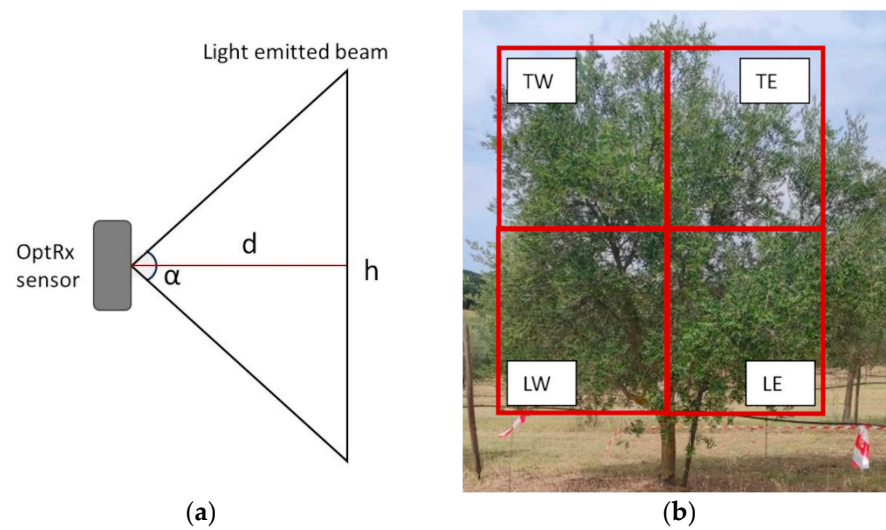 Light emitted beam
OptRx
sensor
d
α
h
TW
TE
LW
LE
(a)
(b)